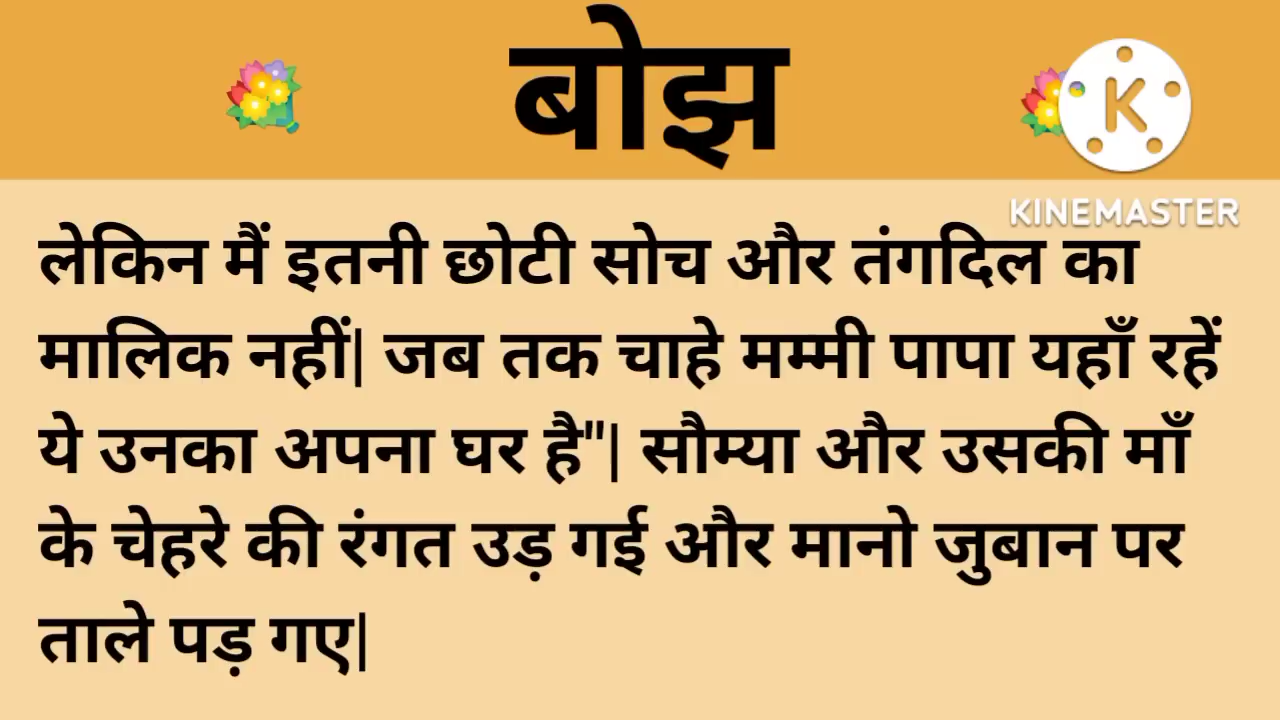 बोझ
K
KINEMASTER
लेकिन मैं इतनी छोटी सोच और तंगदिल का
मालिक नहीं| जब तक चाहे मम्मी पापा यहाँ रहें
ये उनका अपना घर है"| सौम्या और उसकी माँ
के चेहरे की रंगत उड़ गई और मानो जुबान पर
ताले पड़ गए|